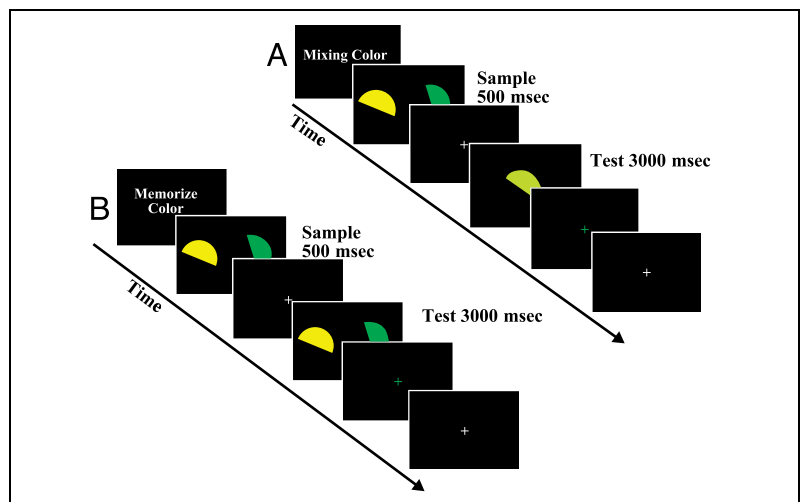 A
Mixing Color
Sample
500 msec
Time
Test 3000 msec
B
Memorize
Color
Sample
500 msec
Time
Test 3000 msec